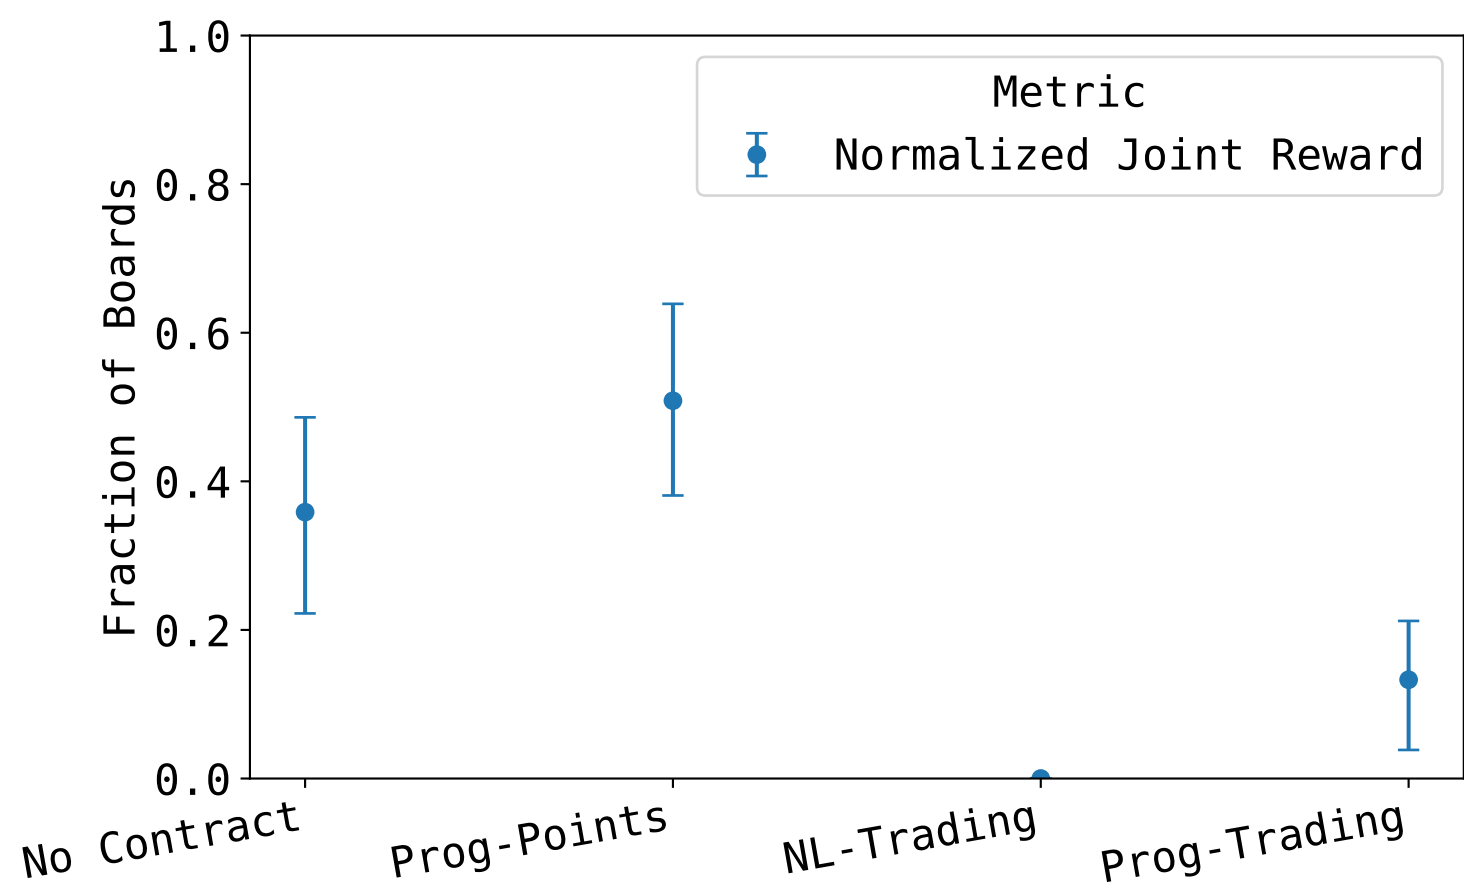 1.0
0.8
0.6
0.4
0.2
0.0
Fraction of Boards
Metric
Normalized Joint Reward
No Contract
Prog-Points
NL-Trading
Prog-Trading